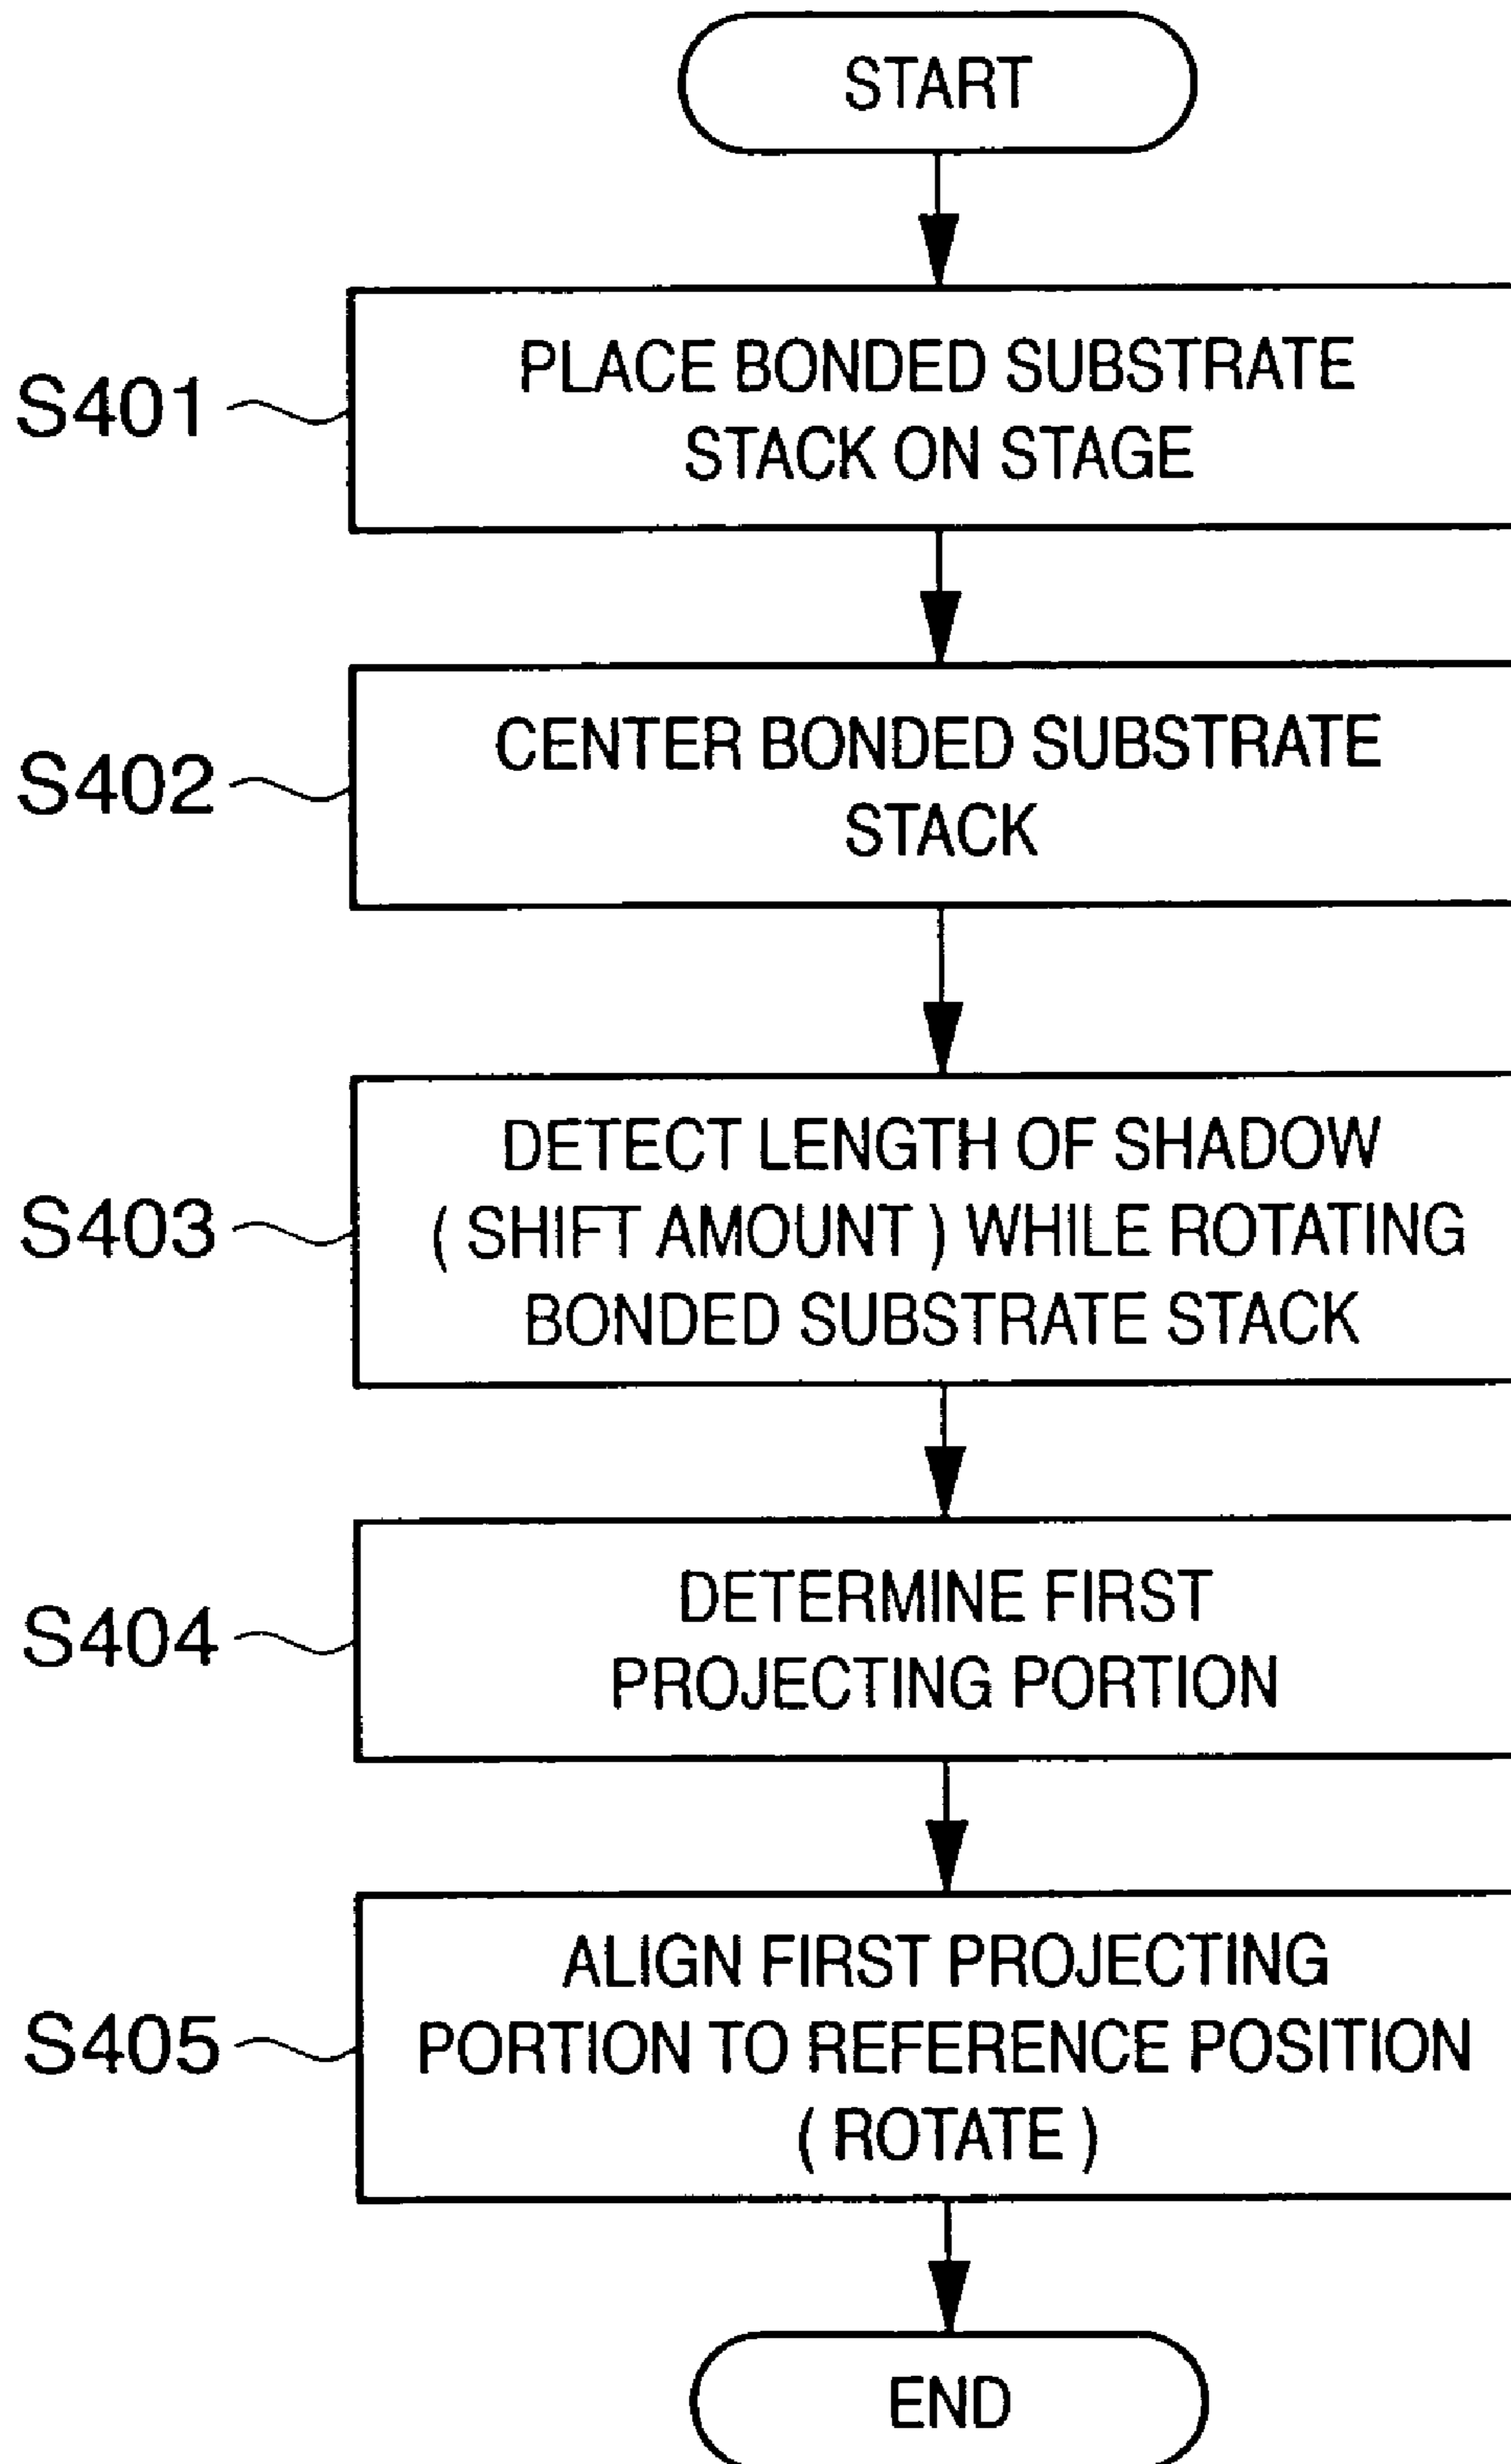 START
S401
PLACE BONDED SUBSTRATE
STACK ON STAGE
S402
CENTER BONDED SUBSTRATE
STACK
S403
DETECT LENGTH OF SHADOW
( SHIFT AMOUNT ) WHILE ROTATING
BONDED SUBSTRATE STACK
S404
DETERMINE FIRST
PROJECTING PORTION
S405
ALIGN FIRST PROJECTING
PORTION TO REFERENCE POSITION
( ROTATE )
END